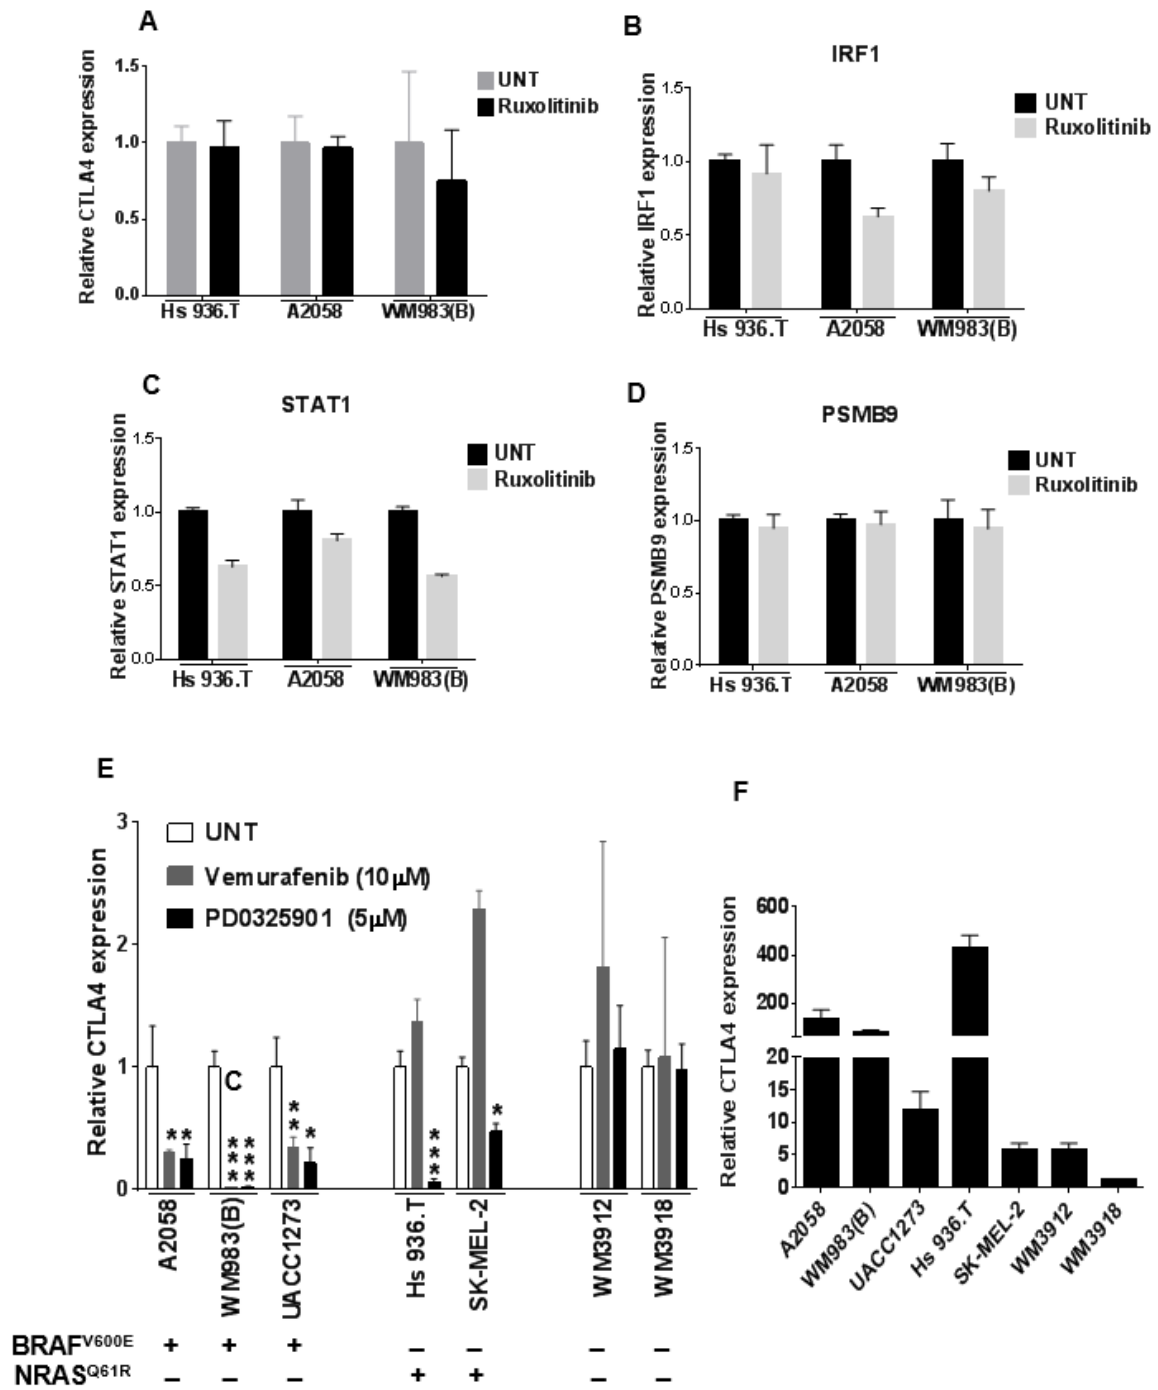 A
Relative CTLA4 expression
1.5
1.0
0.5
0.0
UNT
Ruxolitinib
Hs 936.T A2058 WM983(B)
B
IRF1
Relative IRF1 expression
1.5
1.0
0.5
0.0
UNT
Ruxolitinib
Hs 936.T A2058 WM983(B)
C
STAT1
Relative STAT1 expression
1.5
1.0
0.5
0.0
UNT
Ruxolitinib
Hs 936.T A2058 WM983(B)
D
PSMB9
Relative PSMB9 expression
1.5
1.0
0.5
0.0
UNT
Ruxolitinib
Hs 936.T A2058 WM983(B)
E
Relative CTLA4 expression
3
2
1
0
UNT
Vemurafenib (10µM)
PD0325901 (5µM)
C
* *
*** ***
** *
***
*
A2058
WM983(B)
UACC1273
Hs 936.T
SK-MEL-2
WM3912
WM3918
BRAFV600E + + + – – – –
NRASQ61R – – – + + – –
F
Relative CTLA4 expression
600
400
200
20
15
10
5
0
A2058
WM983(B)
UACC1273
Hs 936.T
SK-MEL-2
WM3912
WM3918